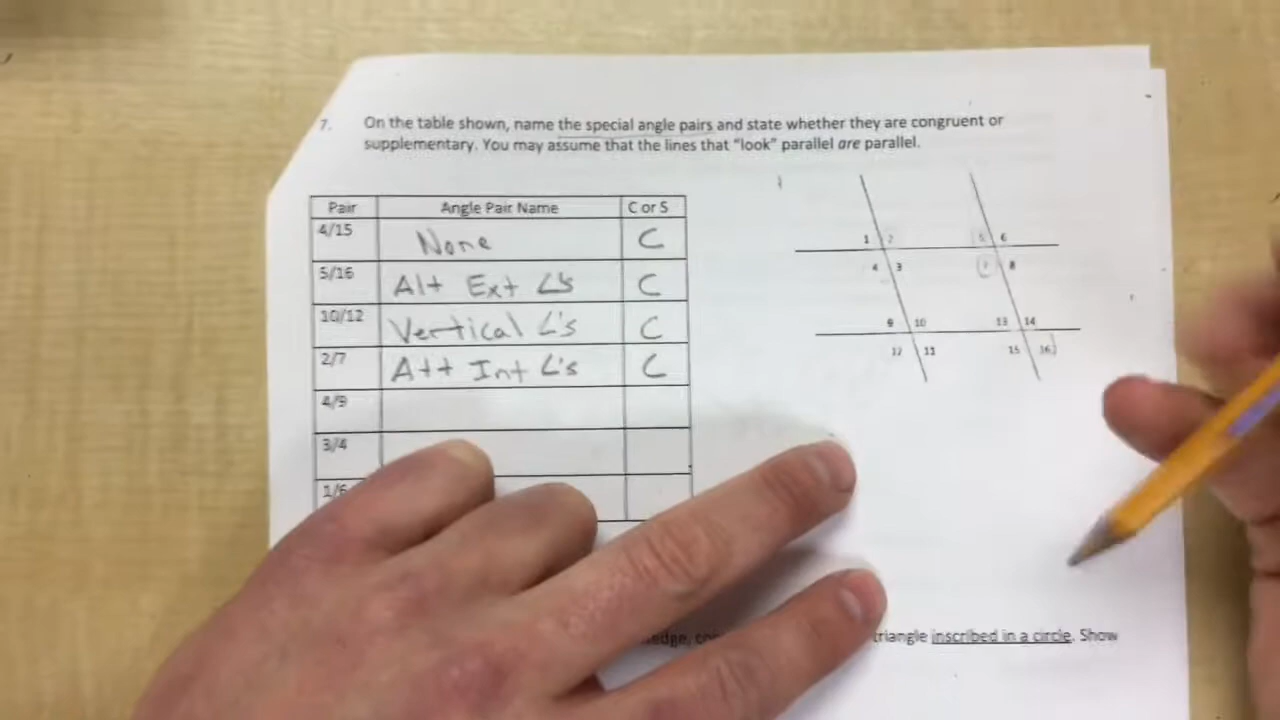 7. On the table shown, name the special angle pairs and state whether they are congruent or
supplementary. You may assume that the lines that “look” parallel are parallel.
Pair Angle Pair Name C or S
4/15 None C
5/16 Alt Ext ∠'s C
10/12 Vertical ∠'s C
2/7 Alt Int ∠'s C
4/9
3/4
1/6
1 2 5 6
4 3 7 8
9 10 13 14
12 11 15 16
triangle inscribed in a circle. Show